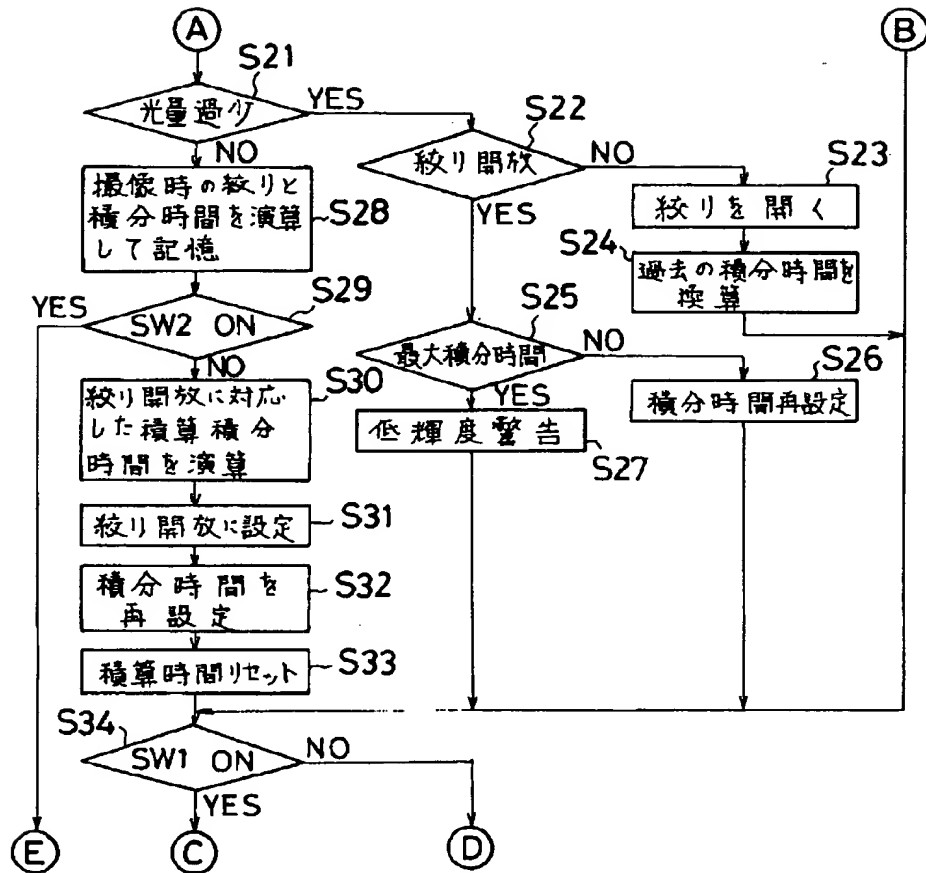 A
B
S21
光量過少
YES
NO
S22
絞り開放
NO
YES
S23
絞りを開く
S24
過去の積分時間を
換算
撮像時の絞りと
積分時間を演算
して記憶
S28
S29
YES
SW2 ON
NO
S25
最大積分時間
NO
YES
S26
積分時間再設定
低輝度警告
S27
S30
絞り開放に対応
した積算積分
時間を演算
絞り開放に設定
S31
積分時間を
再設定
S32
積算時間リセット
S33
S34
SW1 ON
NO
YES
E
C
D